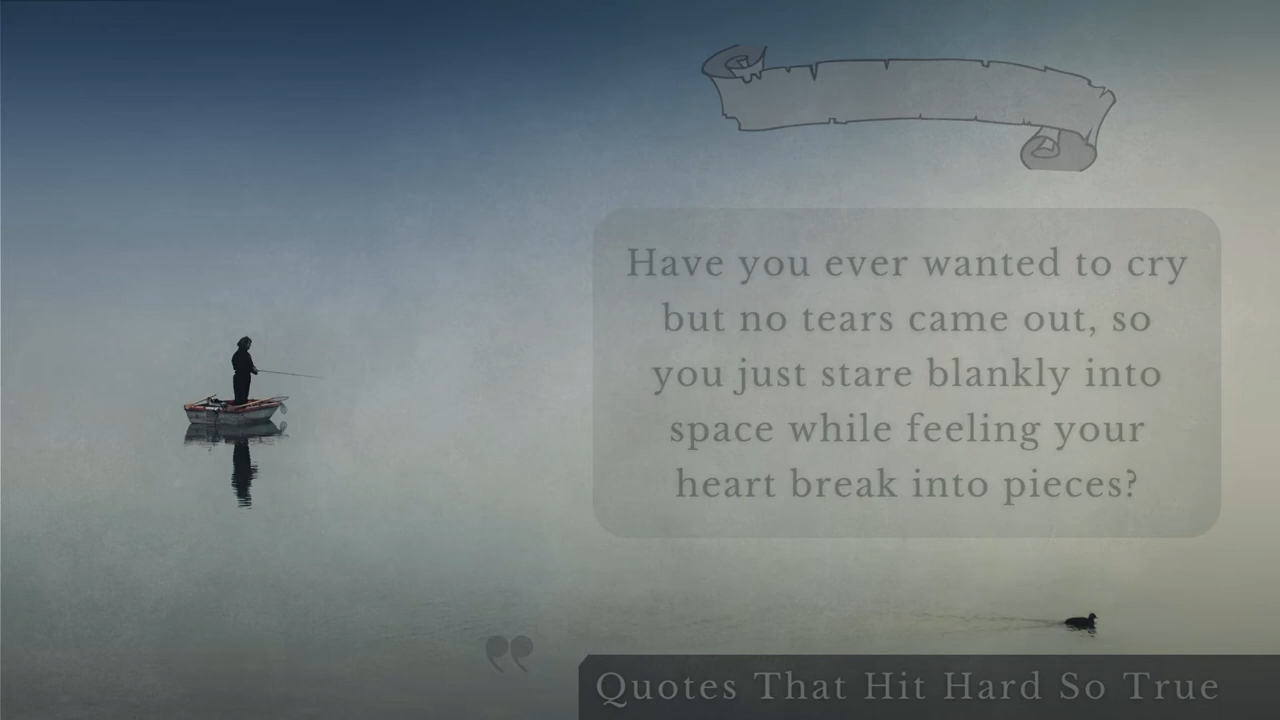 Have you ever wanted to cry
but no tears came out, so
you just stare blankly into
space while feeling your
heart break into pieces?
”
Quotes That Hit Hard So True